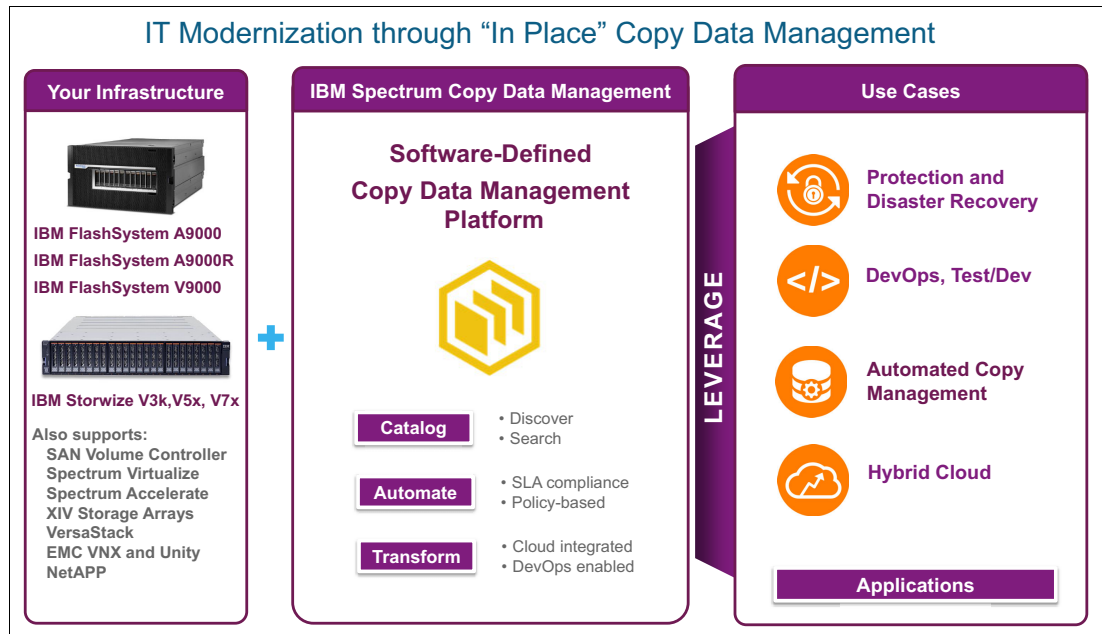 IT Modernization through “In Place” Copy Data Management
Your Infrastructure
IBM FlashSystem A9000
IBM FlashSystem A9000R
IBM FlashSystem V9000
IBM Storwize V3k,V5x, V7x
Also supports:
SAN Volume Controller
Spectrum Virtualize
Spectrum Accelerate
XIV Storage Arrays
VersaStack
EMC VNX and Unity
NetAPP
+
IBM Spectrum Copy Data Management
Software-Defined
Copy Data Management
Platform
Catalog
• Discover
• Search
Automate
• SLA compliance
• Policy-based
Transform
• Cloud integrated
• DevOps enabled
LEVERAGE
Use Cases
Protection and
Disaster Recovery
</>
DevOps, Test/Dev
Automated Copy
Management
Hybrid Cloud
Applications